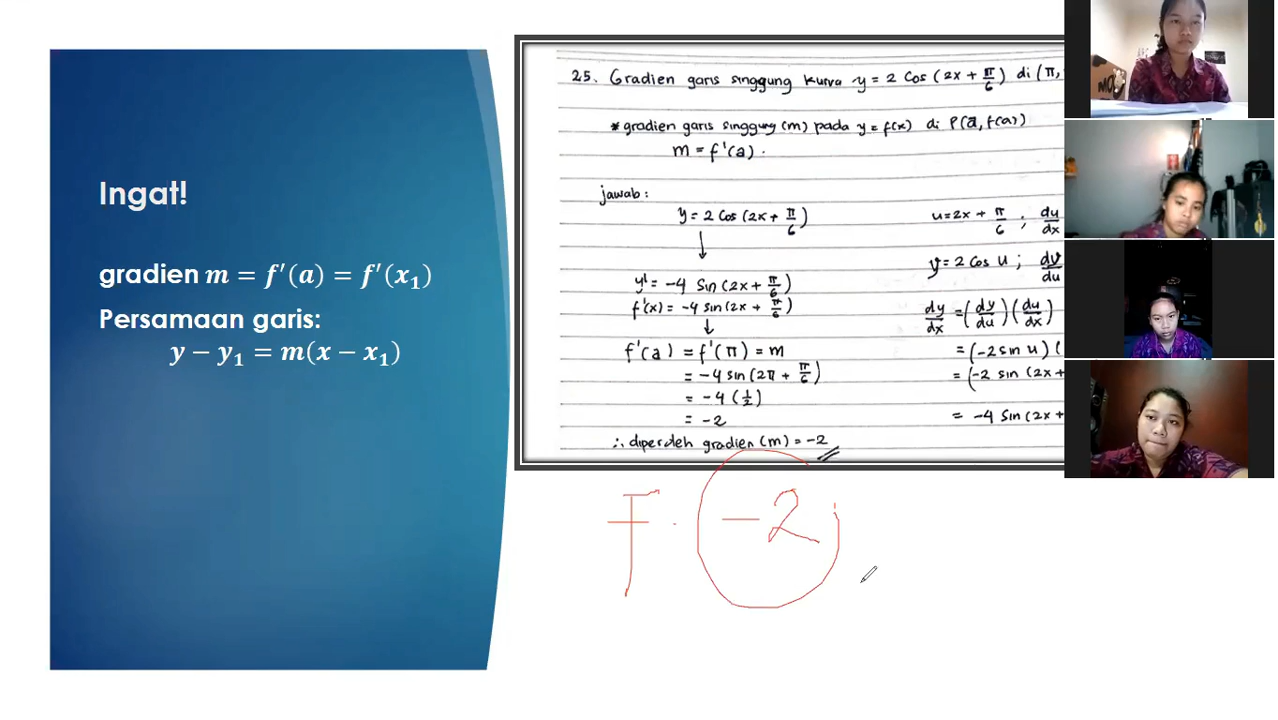 Ingat!
gradien m = f'(a) = f'(x₁)
Persamaan garis:
y − y₁ = m(x − x₁)
25. Gradien garis singgung kurva y = 2 Cos (2x + π/6) di (π,
* gradien garis singgung (m) pada y = f(x) di P(a, f(a))
m = f'(a).
jawab:
y = 2 Cos (2x + π/6)
↓
y' = -4 Sin (2x + π/6)
f'(x) = -4 sin (2x + π/6)
↓
f'(a) = f'(π) = m
= -4 sin (2π + π/6)
= -4 (1/2)
= -2
∴ diperoleh gradien (m) = -2
u = 2x + π/6 ; du/dx
y = 2 Cos u ; dy/du
dy/dx = (dy/du) (du/dx)
= (-2 sin u) (
= (-2 sin (2x +
= -4 Sin (2x +
F. -2
MO